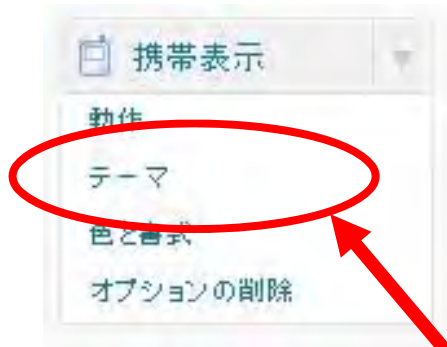 携帯表示
動作
テーマ
色と書式
オプションの削除